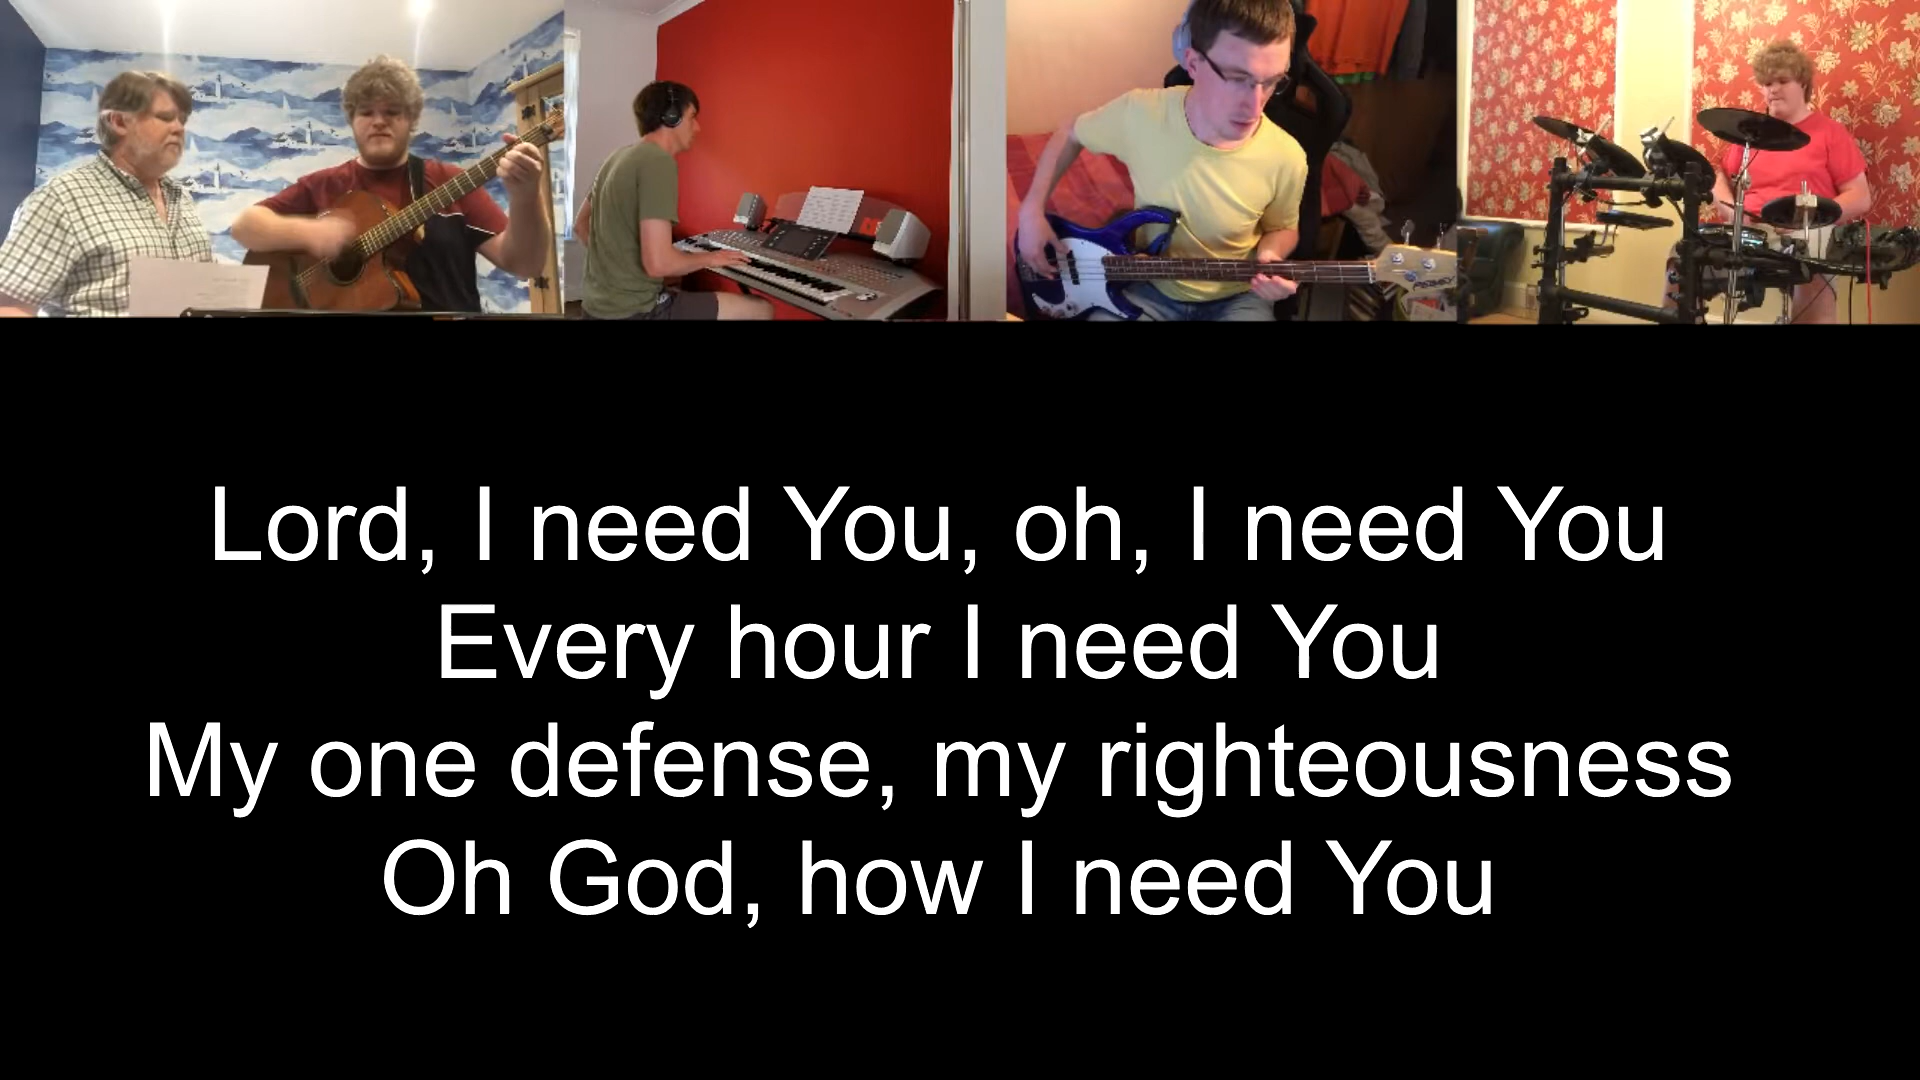 Lord, I need You, oh, I need You
Every hour I need You
My one defense, my righteousness
Oh God, how I need You